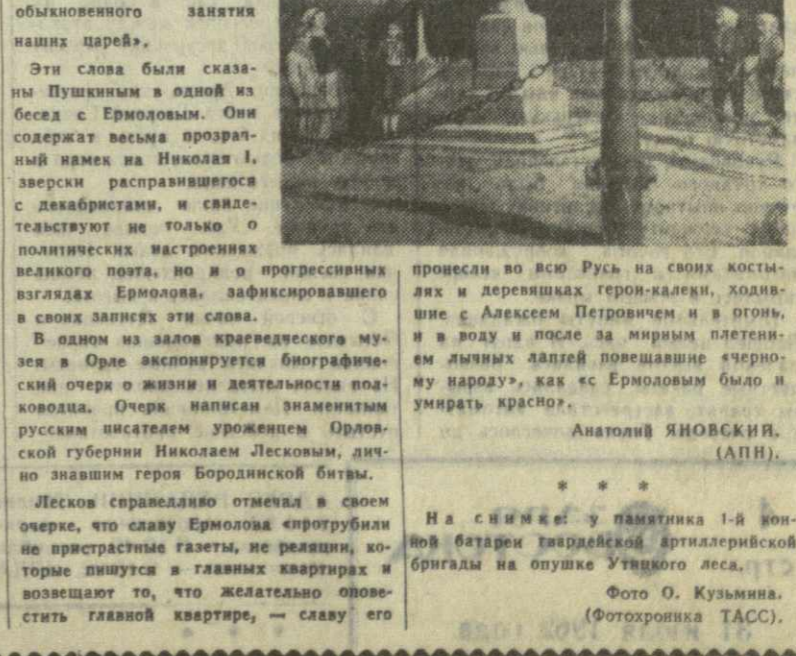 обыкновенного занятия
наших царей».
Эти слова были сказа-
ны Пушкиным в одной из
бесед с Ермоловым. Они
содержат весьма прозрач-
ный намек на Николая I,
зверски расправившегося
с декабристами, и свиде-
тельствуют не только о
политических настроениях
великого поэта, но и о прогрессивных
взглядах Ермолова, зафиксировавшего
в своих записях эти слова.
В одном из залов краеведческого му-
зея в Орле экспонируется биографиче-
ский очерк о жизни и деятельности пол-
ководца. Очерк написан знаменитым
русским писателем уроженцем Орлов-
ской губернии Николаем Лесковым, лич-
но знавшим героя Бородинской битвы.
Лесков справедливо отмечал в своем
очерке, что славу Ермолова «протрубили
не пристрастные газеты, не реляции, ко-
торые пишутся в главных квартирах и
возвещают то, что желательно опове-
стить главной квартире, — славу его
пронесли во всю Русь на своих косты-
лях и деревяшках герои-калеки, ходив-
шие с Алексеем Петровичем и в огонь,
и в воду и после за мирным плетени-
ем лычных лаптей повещавшие «черно-
му народу», как «с Ермоловым было и
умирать красно».
Анатолий ЯНОВСКИЙ.
(АПН).
* * *
На снимке: у памятника 1-й кон-
ной батареи гвардейской артиллерийской
бригады на опушке Утицкого леса.
Фото О. Кузьмина.
(Фотохроника ТАСС).